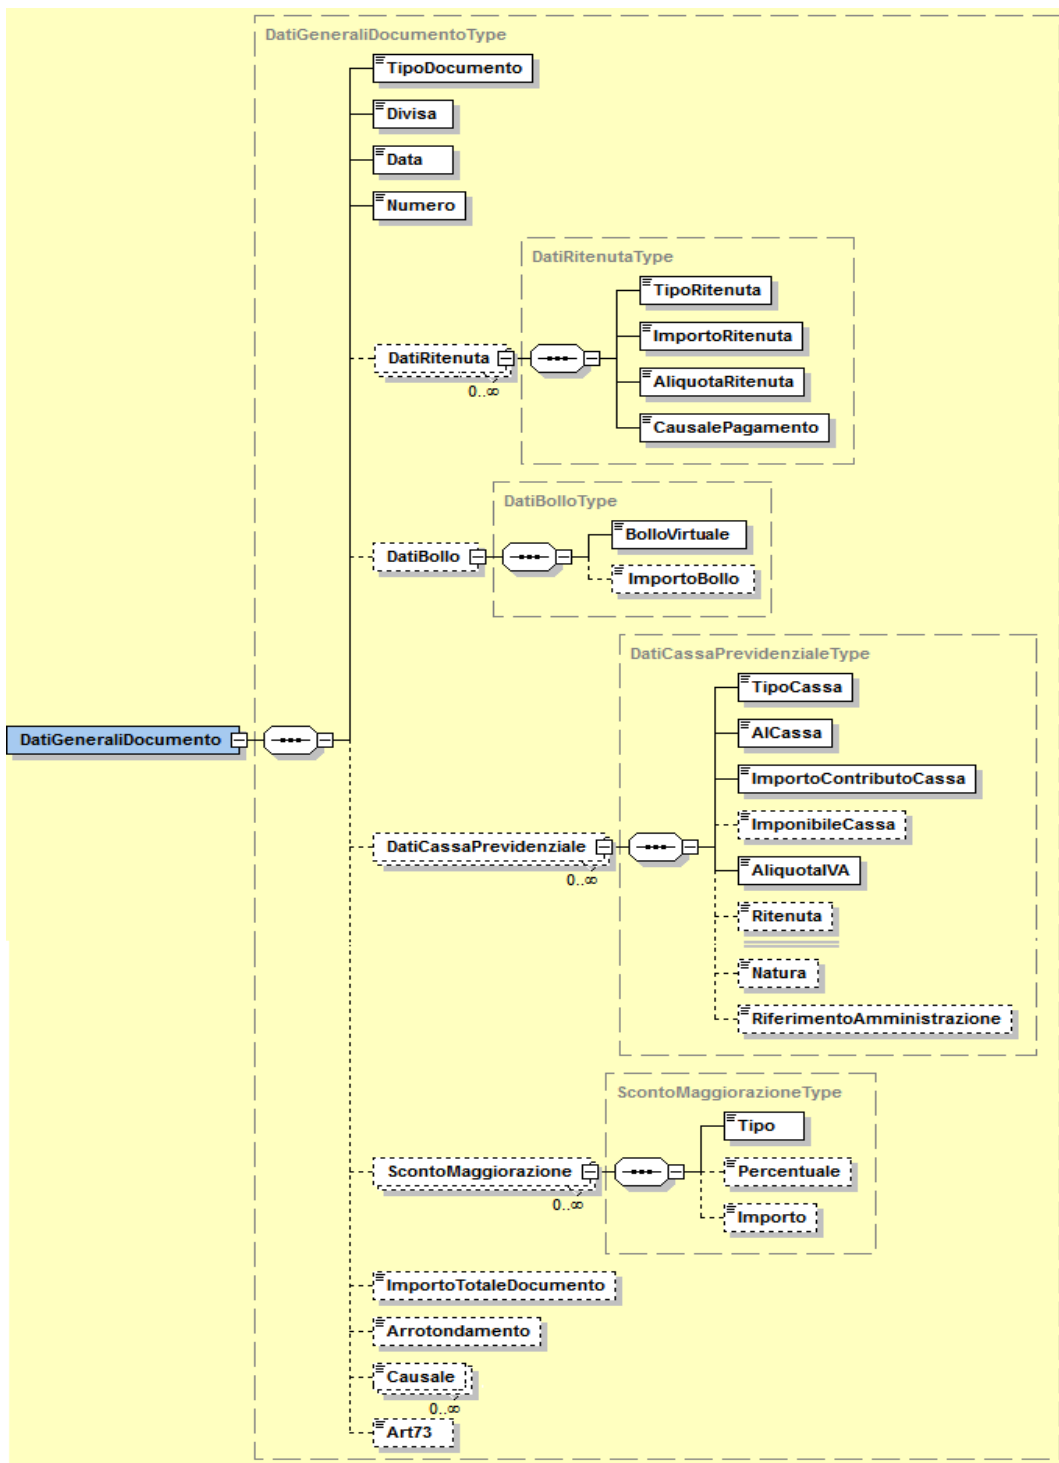 DatiGeneraliDocumentoType
TipoDocumento
Divisa
Data
Numero
DatiRitenutaType
TipoRitenuta
ImportoRitenuta
DatiRitenuta
0..∞
AliquotaRitenuta
CausalePagamento
DatiBolloType
BolloVirtuale
DatiBollo
ImportoBollo
DatiCassaPrevidenzialeType
TipoCassa
AlCassa
DatiGeneraliDocumento
ImportoContributoCassa
ImponibileCassa
DatiCassaPrevidenziale
0..∞
AliquotaIVA
Ritenuta
Natura
RiferimentoAmministrazione
ScontoMaggiorazioneType
Tipo
ScontoMaggiorazione
0..∞
Percentuale
Importo
ImportoTotaleDocumento
Arrotondamento
Causale
0..∞
Art73